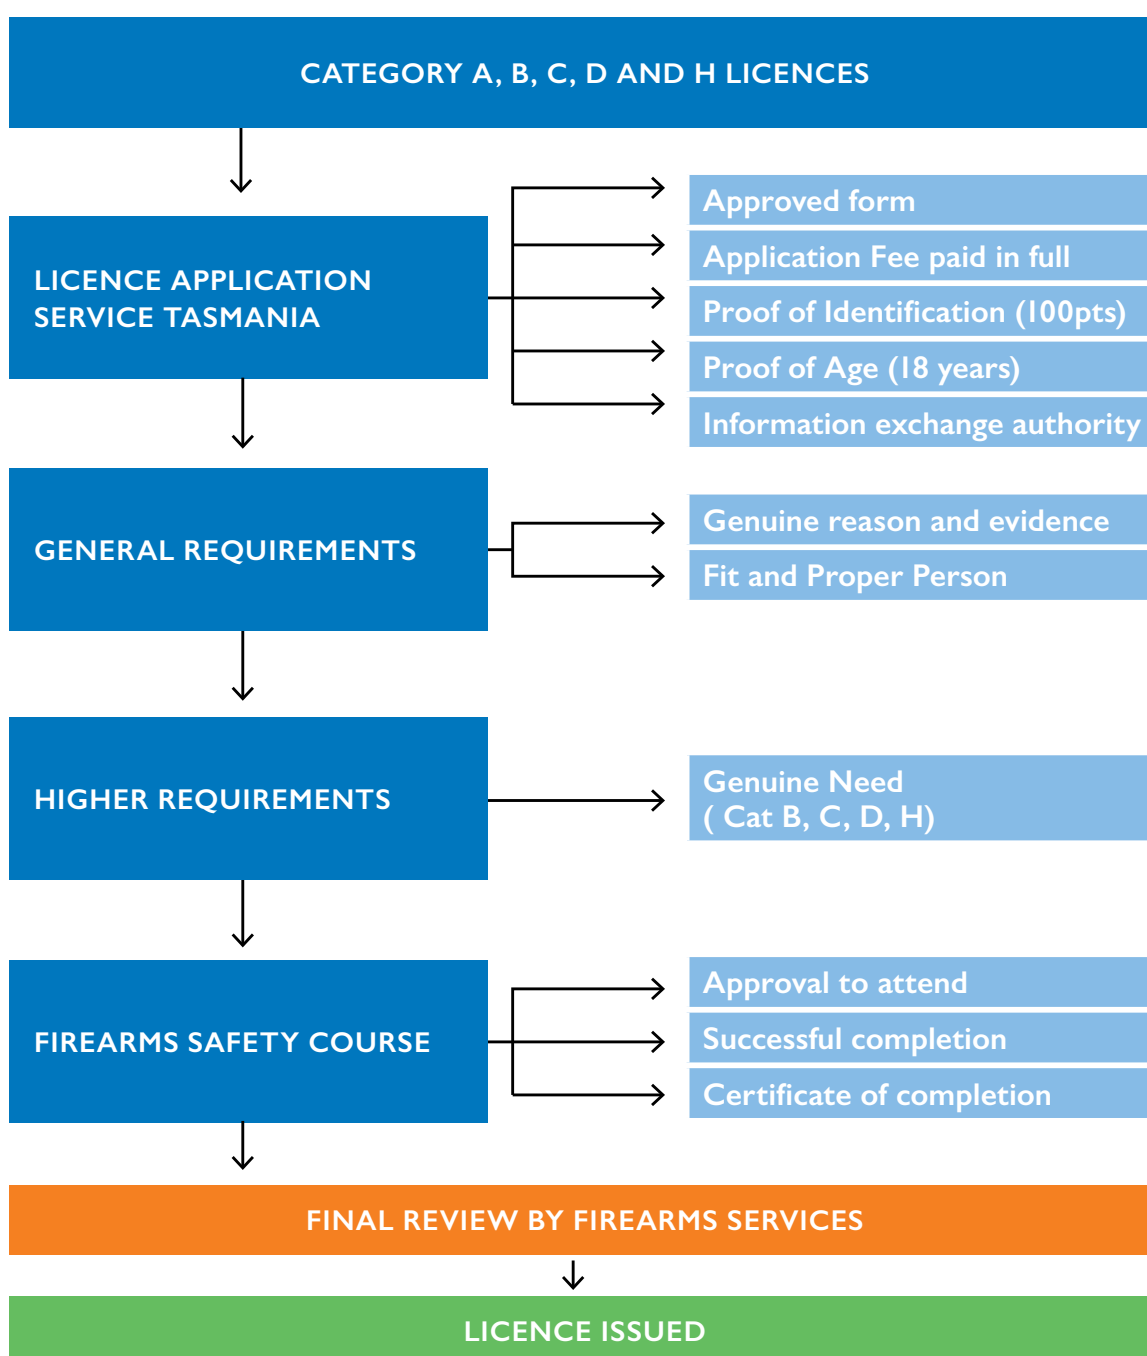 CATEGORY A, B, C, D AND H LICENCES
LICENCE APPLICATION
SERVICE TASMANIA
Approved form
Application Fee paid in full
Proof of Identification (100pts)
Proof of Age (18 years)
Information exchange authority
GENERAL REQUIREMENTS
Genuine reason and evidence
Fit and Proper Person
HIGHER REQUIREMENTS
Genuine Need
( Cat B, C, D, H)
FIREARMS SAFETY COURSE
Approval to attend
Successful completion
Certificate of completion
FINAL REVIEW BY FIREARMS SERVICES
LICENCE ISSUED